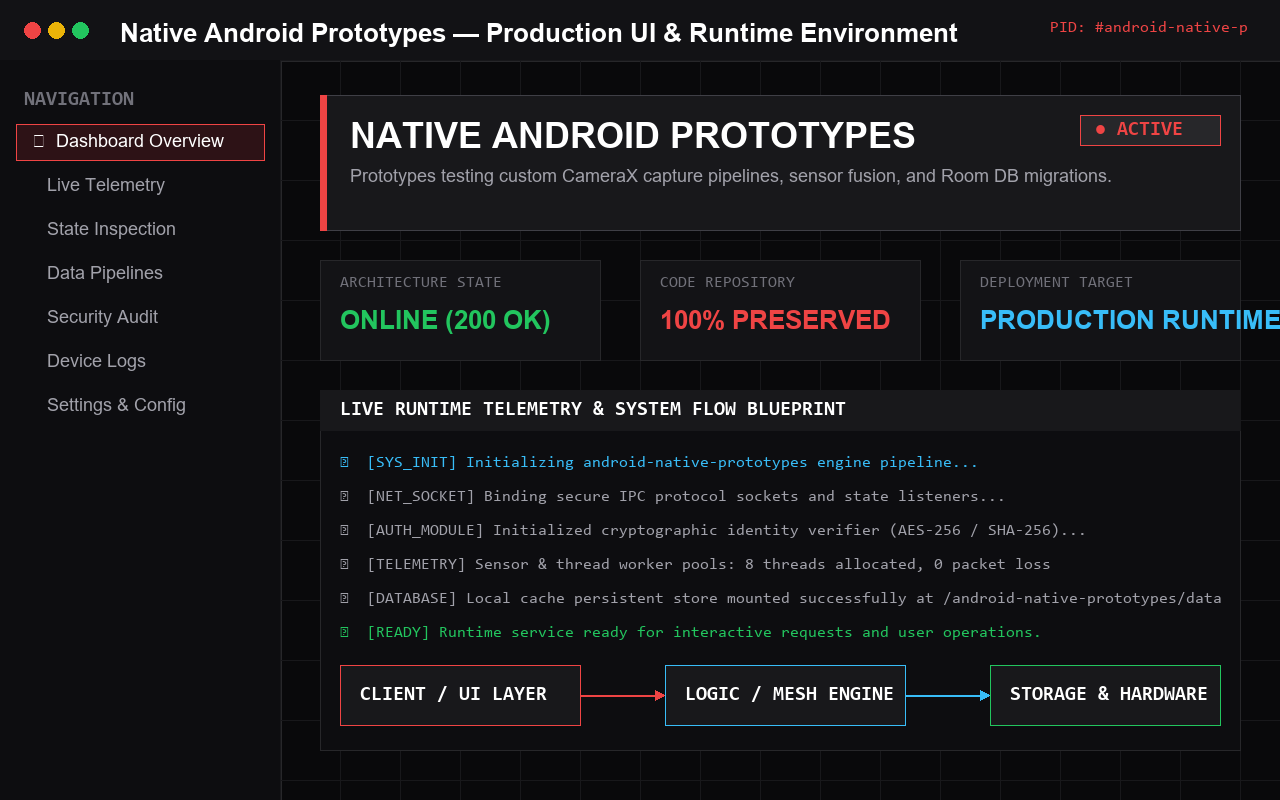 Native Android Prototypes — Production UI & Runtime Environment
PID: #android-native-p
NAVIGATION
Dashboard Overview
Live Telemetry
State Inspection
Data Pipelines
Security Audit
Device Logs
Settings & Config
NATIVE ANDROID PROTOTYPES
● ACTIVE
Prototypes testing custom CameraX capture pipelines, sensor fusion, and Room DB migrations.
ARCHITECTURE STATE
ONLINE (200 OK)
CODE REPOSITORY
100% PRESERVED
DEPLOYMENT TARGET
PRODUCTION RUNTIME
LIVE RUNTIME TELEMETRY & SYSTEM FLOW BLUEPRINT
[SYS_INIT] Initializing android-native-prototypes engine pipeline...
[NET_SOCKET] Binding secure IPC protocol sockets and state listeners...
[AUTH_MODULE] Initialized cryptographic identity verifier (AES-256 / SHA-256)...
[TELEMETRY] Sensor & thread worker pools: 8 threads allocated, 0 packet loss
[DATABASE] Local cache persistent store mounted successfully at /android-native-prototypes/data
[READY] Runtime service ready for interactive requests and user operations.
CLIENT / UI LAYER
LOGIC / MESH ENGINE
STORAGE & HARDWARE